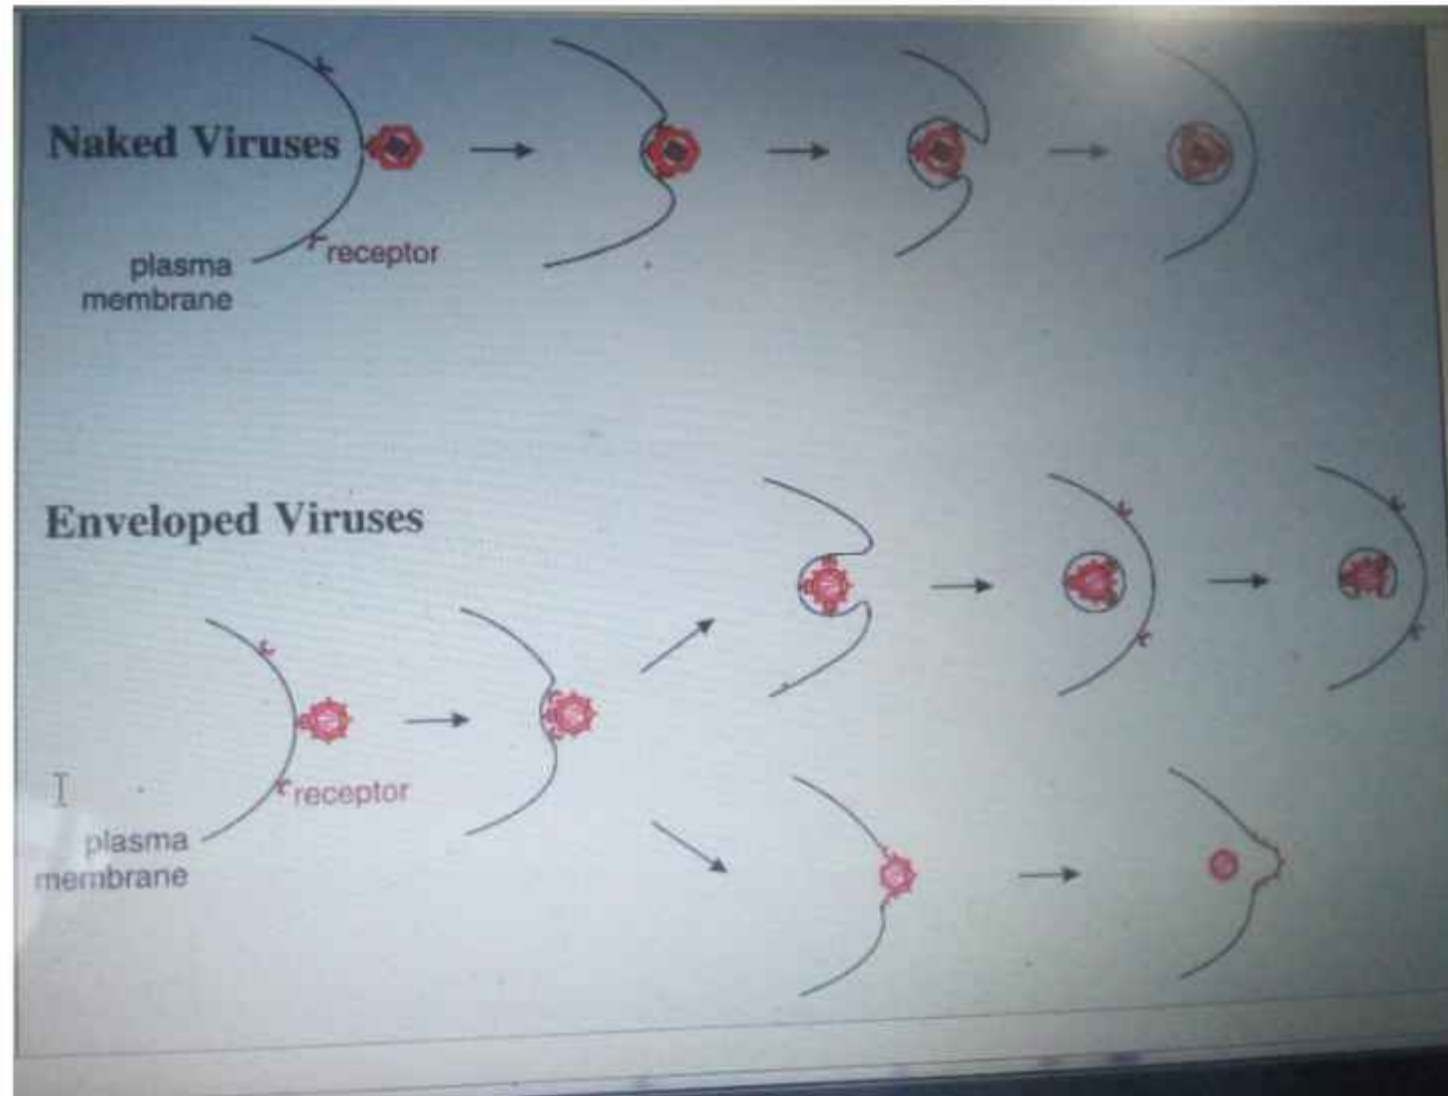 Naked Viruses
receptor
plasma
membrane
Enveloped Viruses
receptor
plasma
membrane